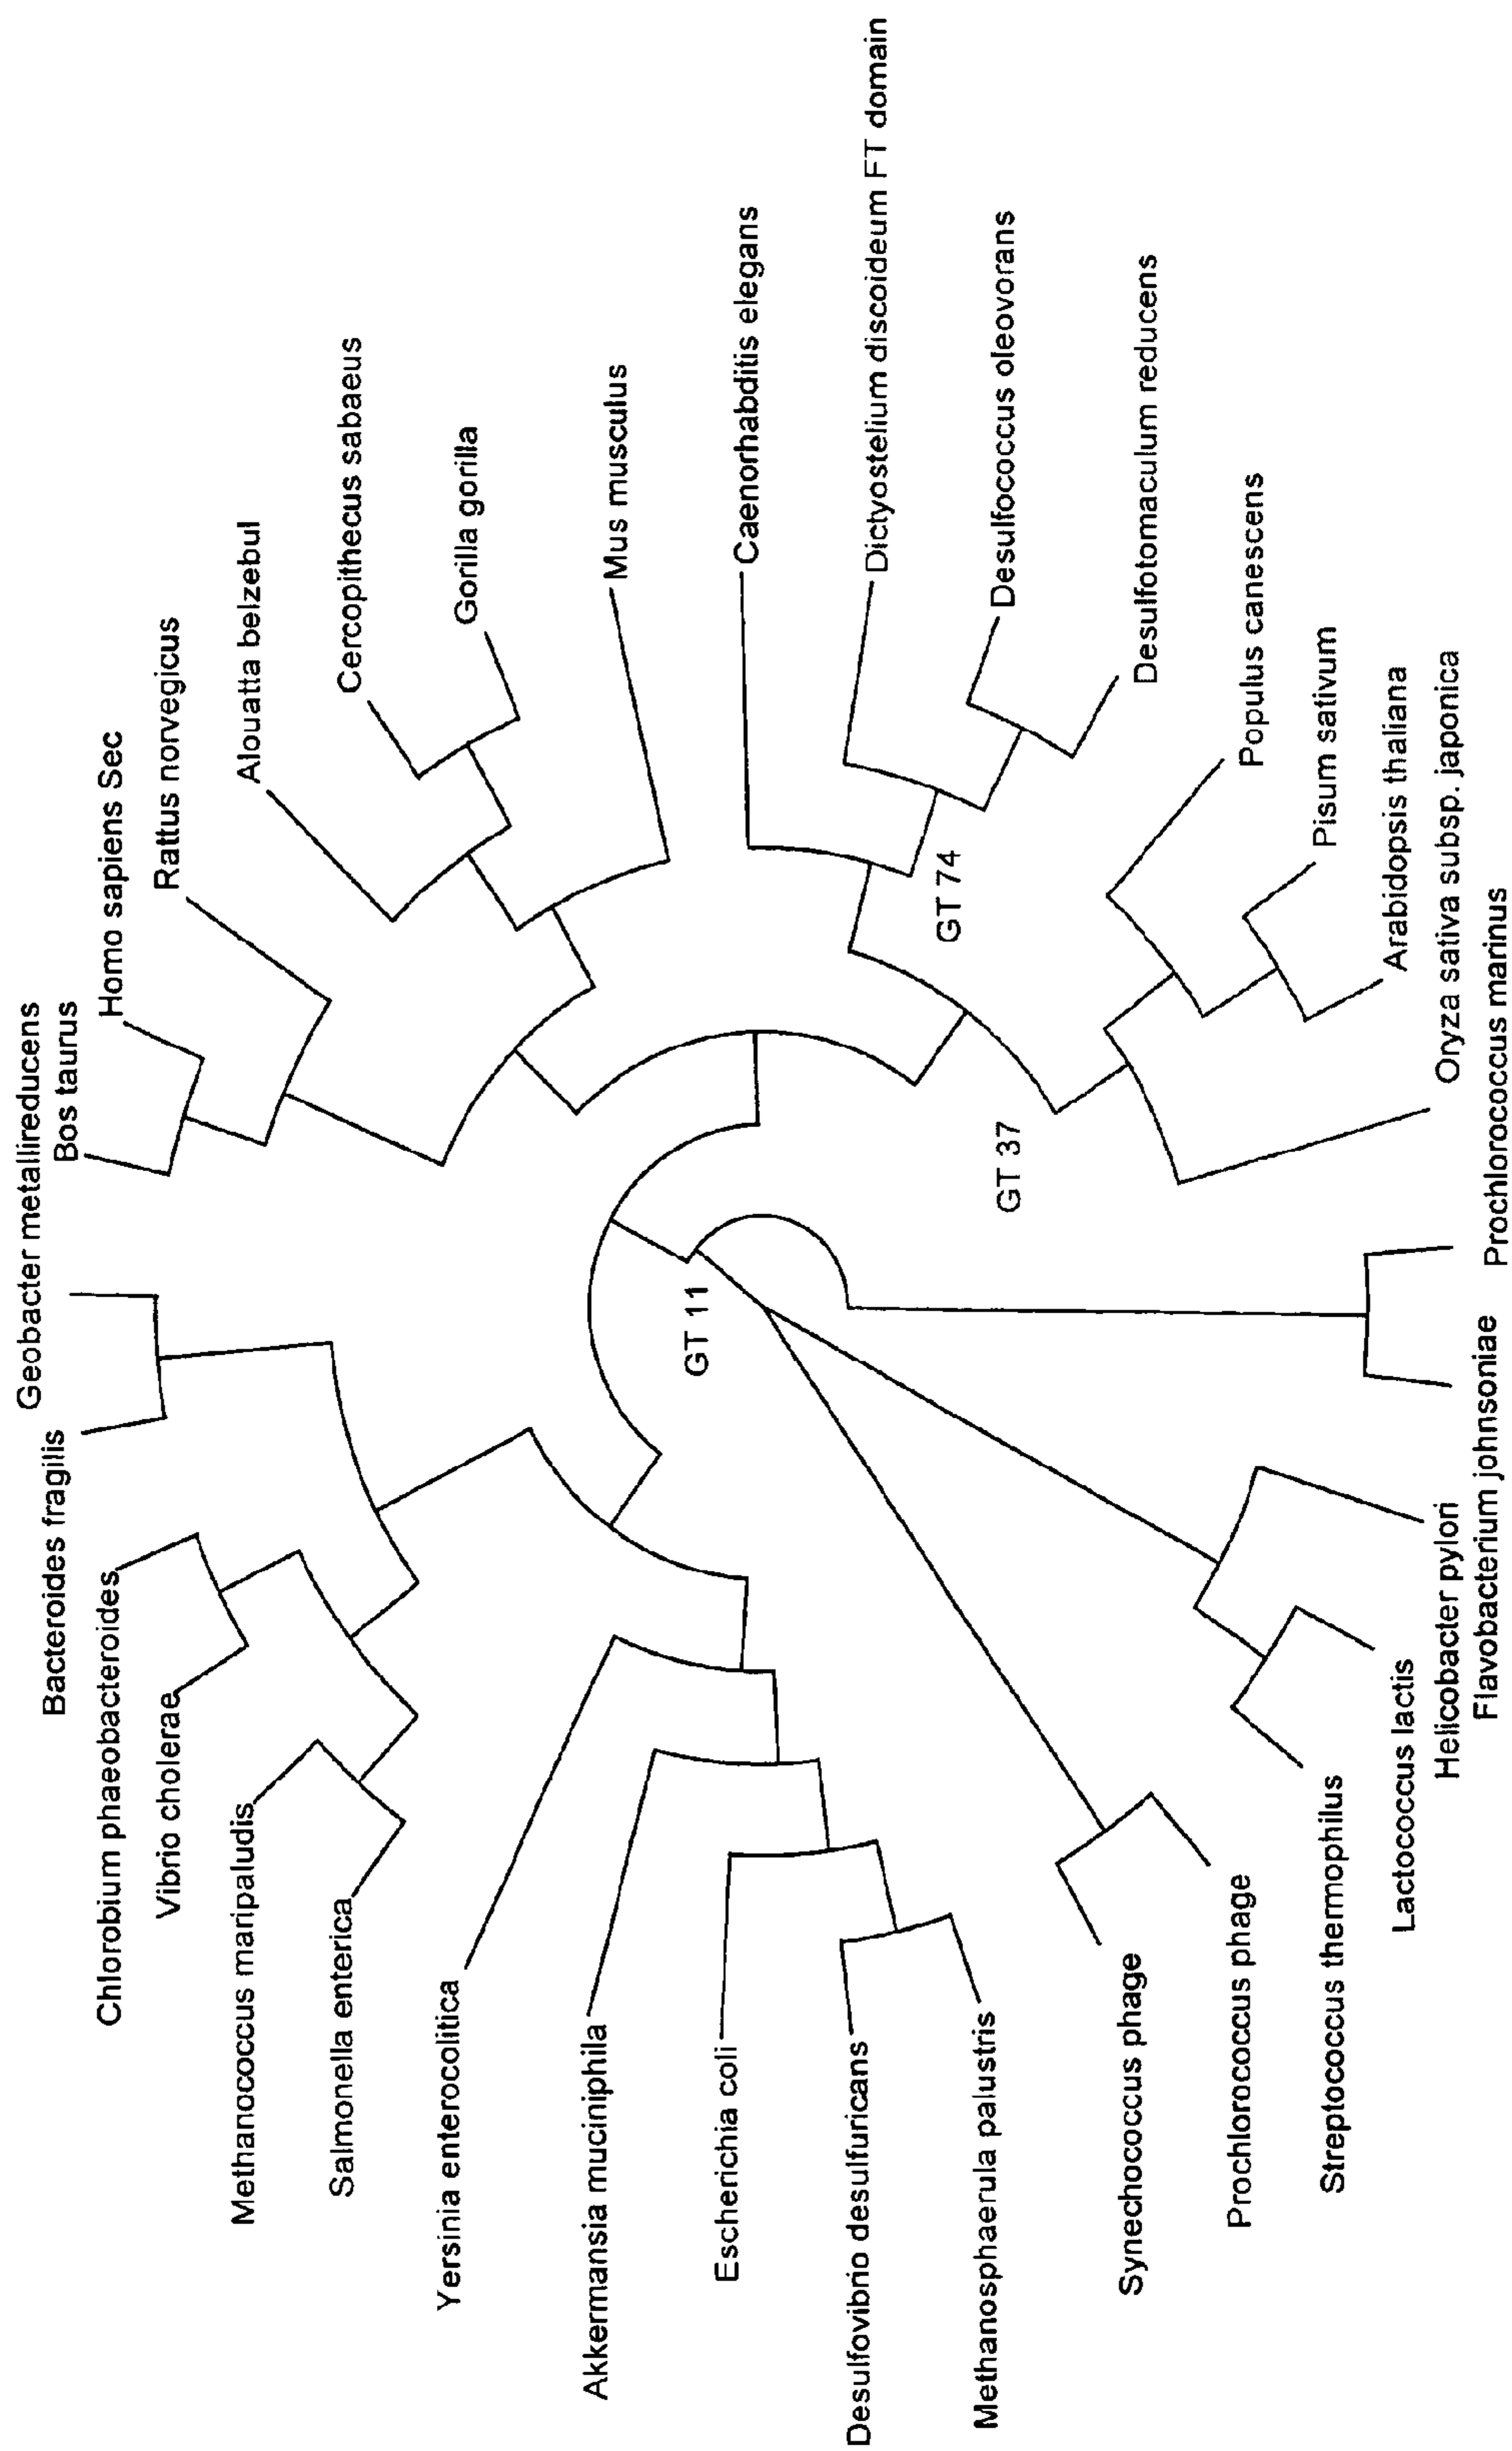 Geobacter metallireducens
Bos taurus
Homo sapiens Sec
Rattus norvegicus
Alouatta belzebul
Cercopithecus sabaeus
Gorilla gorilla
Mus musculus
Caenorhabditis elegans
Dictyostelium discoideum FT domain
Desulfococcus oleovorans
Desulfotomaculum reducens
Populus canescens
Pisum sativum
Arabidopsis thaliana
Oryza sativa subsp. japonica
Prochlorococcus marinus
Flavobacterium johnsoniae
Helicobacter pylori
Lactococcus lactis
Streptococcus thermophilus
Prochlorococcus phage
Synechococcus phage
Methanosphaerula palustris
Desulfovibrio desulfuricans
Escherichia coli
Akkermansia muciniphila
Yersinia enterocolitica
Salmonella enterica
Methanococcus maripaludis
Vibrio cholerae
Chlorobium phaeobacteroides
Bacteroides fragilis
GT 11
GT 74
GT 37